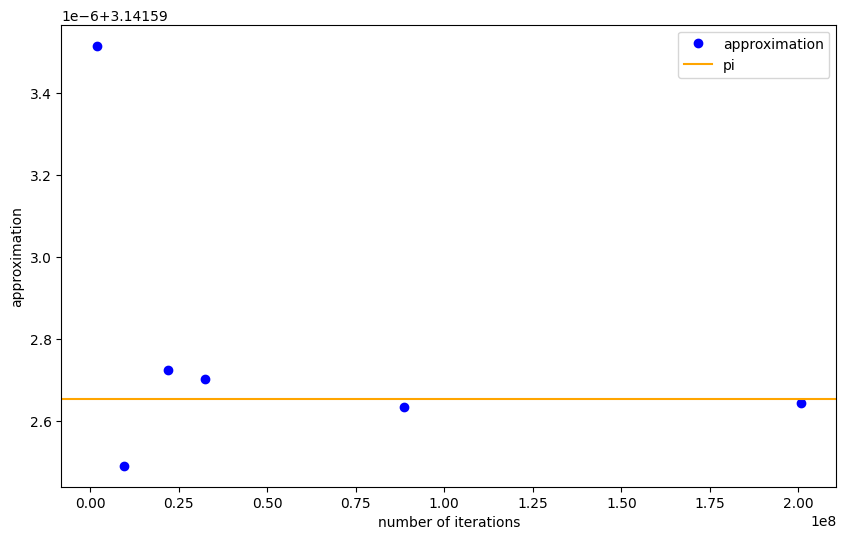 1e−6+3.14159
approximation
pi
3.4
3.2
3.0
2.8
2.6
approximation
0.00
0.25
0.50
0.75
1.00
1.25
1.50
1.75
2.00
1e8
number of iterations